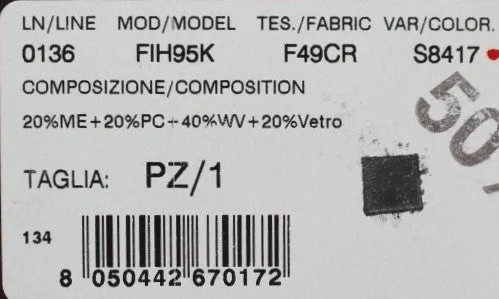 LN/LINE MOD/MODEL TES./FABRIC VAR/COLOR.
0136 FIH95K F49CR S8417
COMPOSIZIONE/COMPOSITION
20%ME+20%PC+40%WV+20%Vetro
TAGLIA: PZ/1
134
8 050442 670172